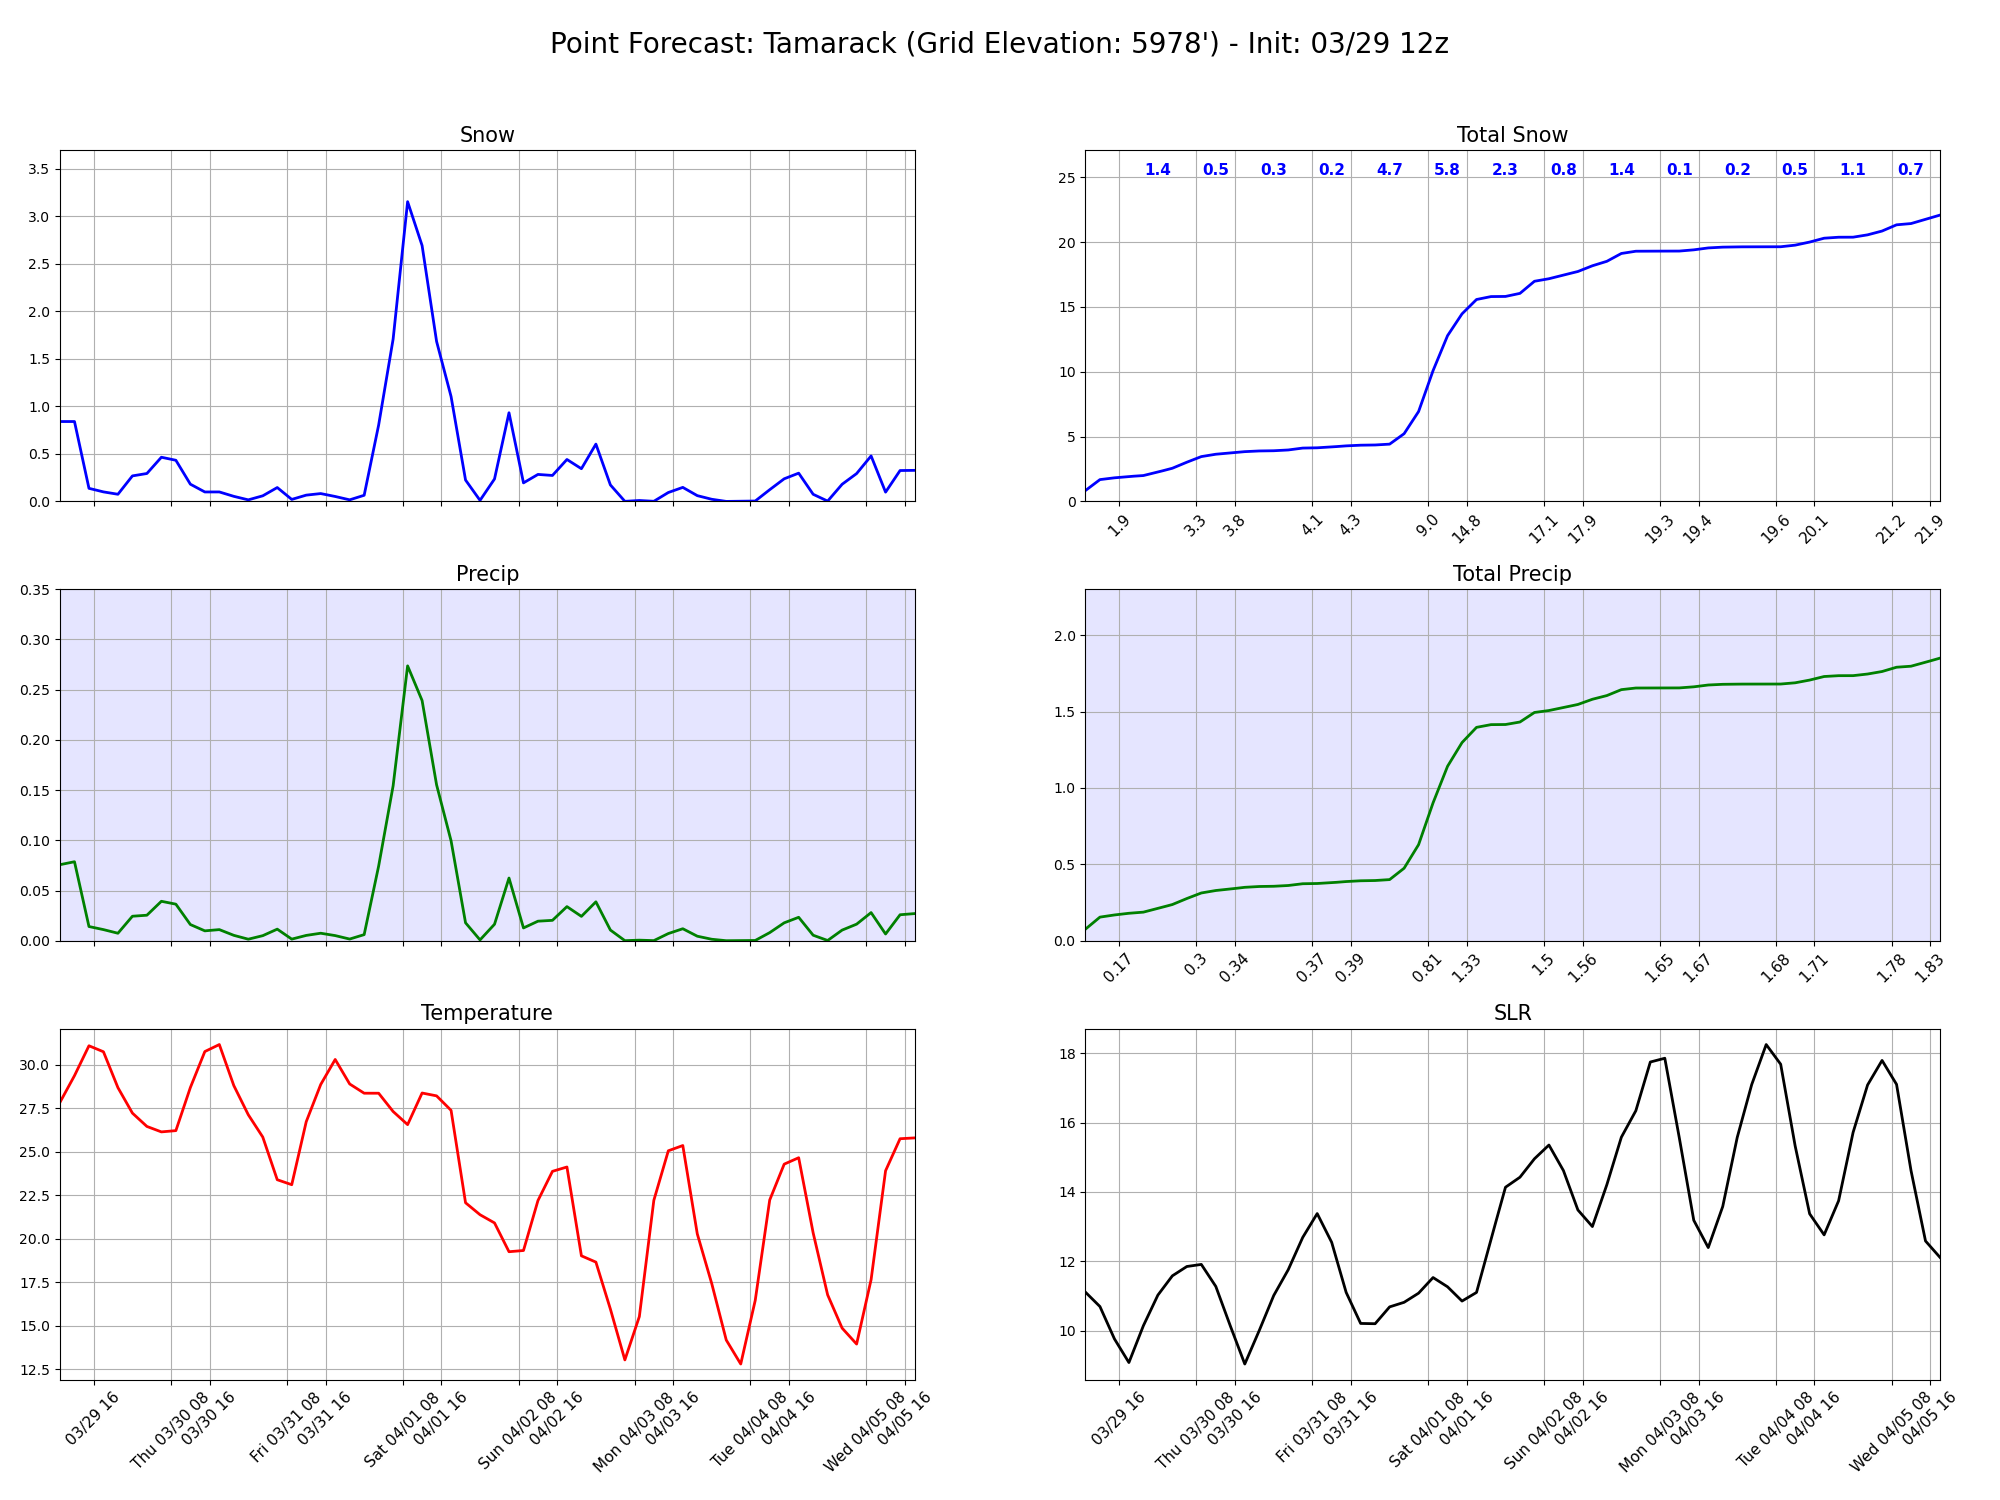 Point Forecast: Tamarack (Grid Elevation: 5978') - Init: 03/29 12z
Snow
3.5
3.0
2.5
2.0
1.5
1.0
0.5
0.0
Total Snow
1.4 0.5 0.3 0.2 4.7 5.8 2.3 0.8 1.4 0.1 0.2 0.5 1.1 0.7
25
20
15
10
5
0
1.9 3.3 3.8 4.1 4.3 9.0 14.8 17.1 17.9 19.3 19.4 19.6 20.1 21.2 21.9
Precip
0.35
0.30
0.25
0.20
0.15
0.10
0.05
0.00
Total Precip
2.0
1.5
1.0
0.5
0.0
0.17 0.3 0.34 0.37 0.39 0.81 1.33 1.5 1.56 1.65 1.67 1.68 1.71 1.78 1.83
Temperature
30.0
27.5
25.0
22.5
20.0
17.5
15.0
12.5
03/29 16
Thu 03/30 08
03/30 16
Fri 03/31 08
03/31 16
Sat 04/01 08
04/01 16
Sun 04/02 08
04/02 16
Mon 04/03 08
04/03 16
Tue 04/04 08
04/04 16
Wed 04/05 08
04/05 16
SLR
18
16
14
12
10
03/29 16
Thu 03/30 08
03/30 16
Fri 03/31 08
03/31 16
Sat 04/01 08
04/01 16
Sun 04/02 08
04/02 16
Mon 04/03 08
04/03 16
Tue 04/04 08
04/04 16
Wed 04/05 08
04/05 16